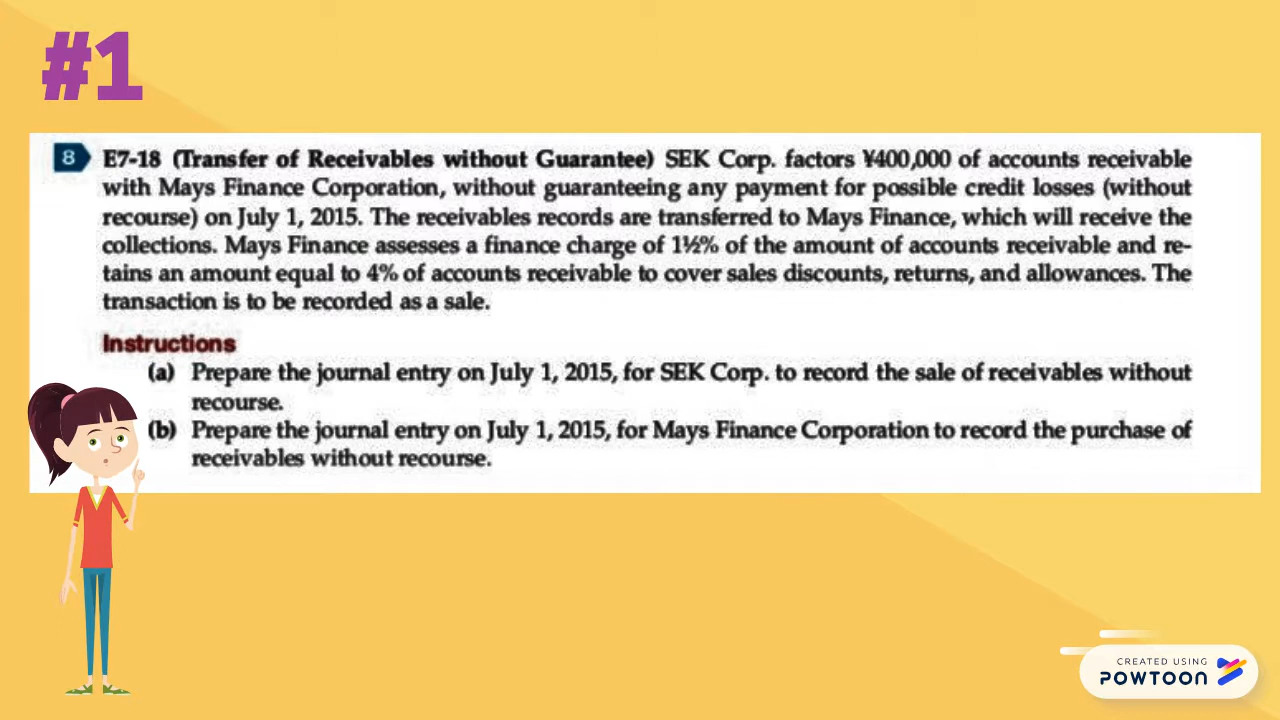 #1
8 E7-18 (Transfer of Receivables without Guarantee) SEK Corp. factors ¥400,000 of accounts receivable
with Mays Finance Corporation, without guaranteeing any payment for possible credit losses (without
recourse) on July 1, 2015. The receivables records are transferred to Mays Finance, which will receive the
collections. Mays Finance assesses a finance charge of 1½% of the amount of accounts receivable and re-
tains an amount equal to 4% of accounts receivable to cover sales discounts, returns, and allowances. The
transaction is to be recorded as a sale.
Instructions
(a) Prepare the journal entry on July 1, 2015, for SEK Corp. to record the sale of receivables without
recourse.
(b) Prepare the journal entry on July 1, 2015, for Mays Finance Corporation to record the purchase of
receivables without recourse.
CREATED USING
POWTOON